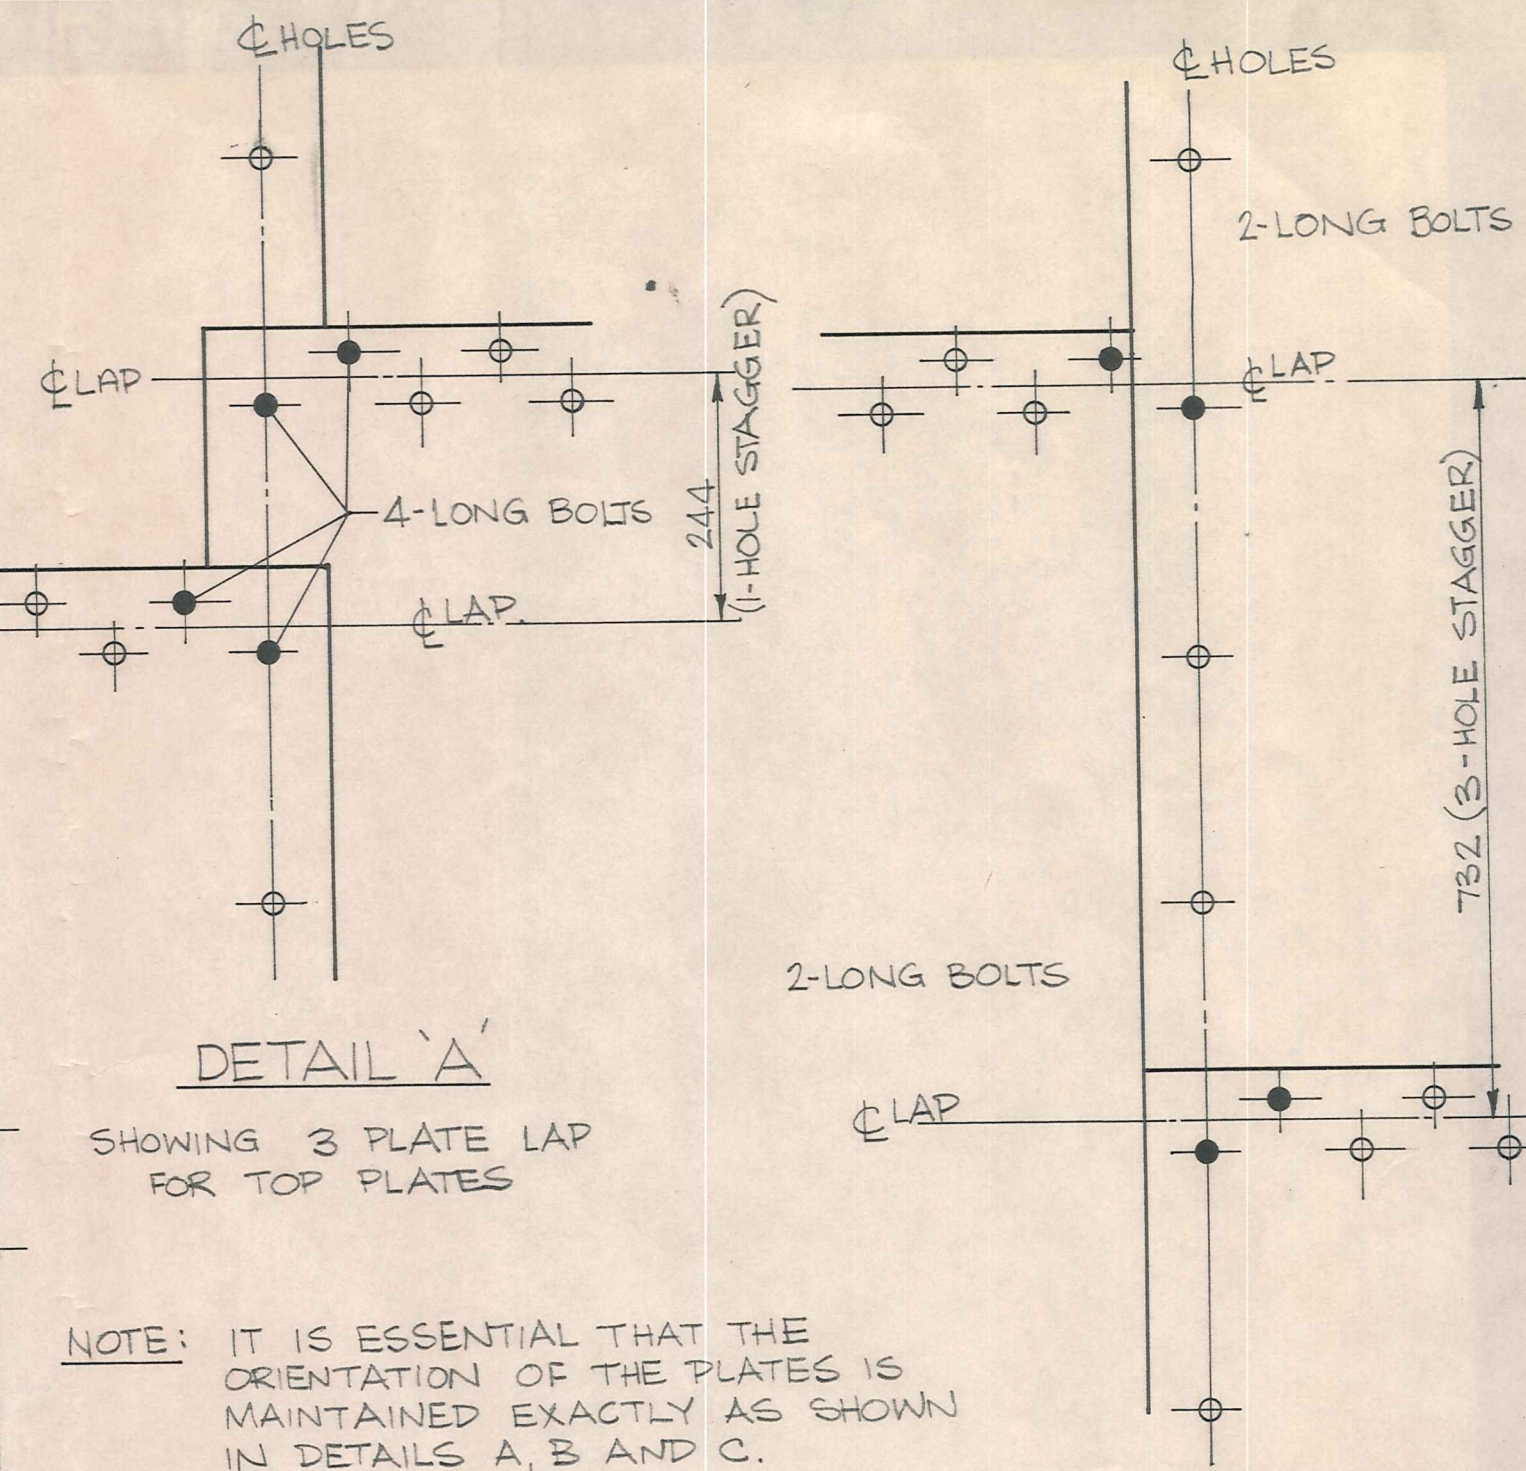 ℄ HOLES
℄ LAP
4-LONG BOLTS
244
(1-HOLE STAGGER)
℄ LAP.
DETAIL 'A'
SHOWING 3 PLATE LAP
FOR TOP PLATES
℄ HOLES
2-LONG BOLTS
℄ LAP
732 (3-HOLE STAGGER)
2-LONG BOLTS
℄ LAP
NOTE: IT IS ESSENTIAL THAT THE
ORIENTATION OF THE PLATES IS
MAINTAINED EXACTLY AS SHOWN
IN DETAILS A, B AND C.